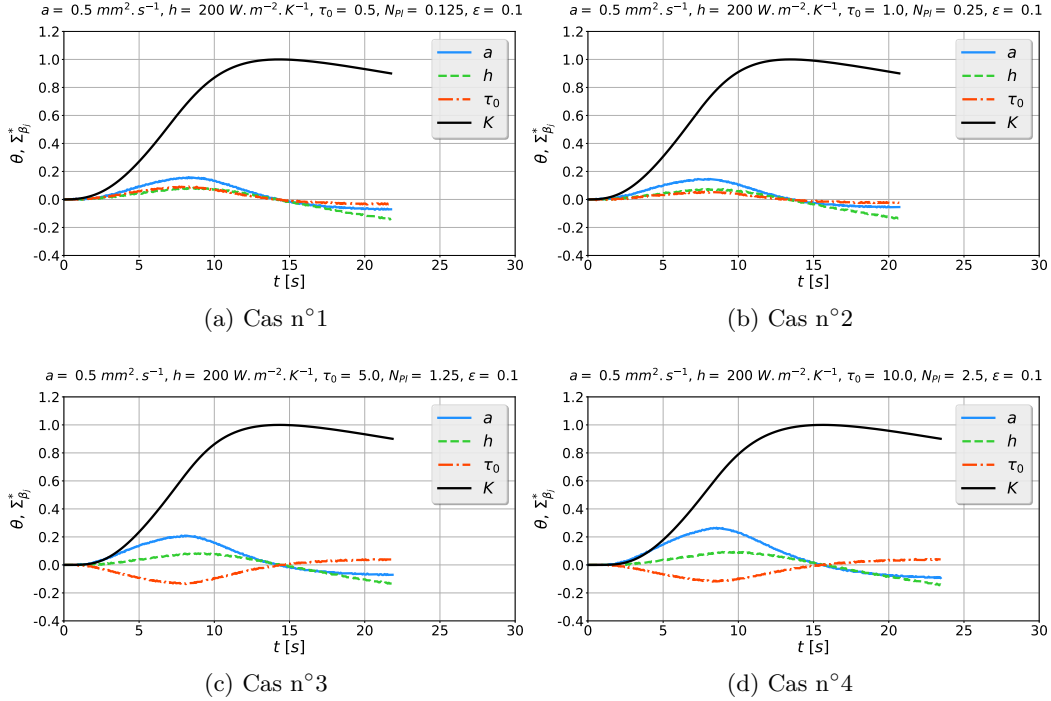 a = 0.5 mm².s⁻¹, h = 200 W.m⁻².K⁻¹, τ₀ = 0.5, N_Pl = 0.125, ε = 0.1
1.2
1.0
0.8
0.6
0.4
0.2
0.0
-0.2
-0.4
θ, Σ*_βj
a
h
τ₀
K
0 5 10 15 20 25 30
t [s]
(a) Cas n°1
a = 0.5 mm².s⁻¹, h = 200 W.m⁻².K⁻¹, τ₀ = 1.0, N_Pl = 0.25, ε = 0.1
1.2
1.0
0.8
0.6
0.4
0.2
0.0
-0.2
-0.4
θ, Σ*_βj
a
h
τ₀
K
0 5 10 15 20 25 30
t [s]
(b) Cas n°2
a = 0.5 mm².s⁻¹, h = 200 W.m⁻².K⁻¹, τ₀ = 5.0, N_Pl = 1.25, ε = 0.1
1.2
1.0
0.8
0.6
0.4
0.2
0.0
-0.2
-0.4
θ, Σ*_βj
a
h
τ₀
K
0 5 10 15 20 25 30
t [s]
(c) Cas n°3
a = 0.5 mm².s⁻¹, h = 200 W.m⁻².K⁻¹, τ₀ = 10.0, N_Pl = 2.5, ε = 0.1
1.2
1.0
0.8
0.6
0.4
0.2
0.0
-0.2
-0.4
θ, Σ*_βj
a
h
τ₀
K
0 5 10 15 20 25 30
t [s]
(d) Cas n°4